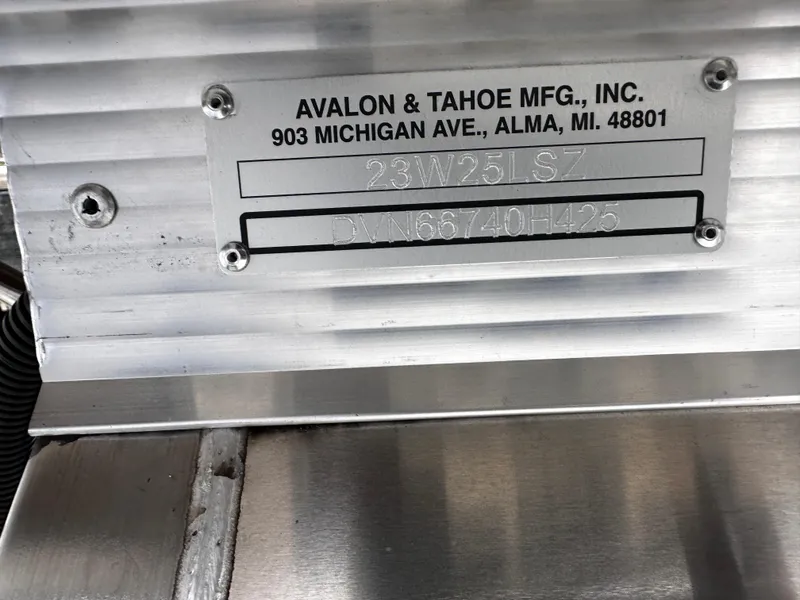 AVALON & TAHOE MFG., INC.
903 MICHIGAN AVE., ALMA, MI. 48801
23W25LSZ
DVN66740H425